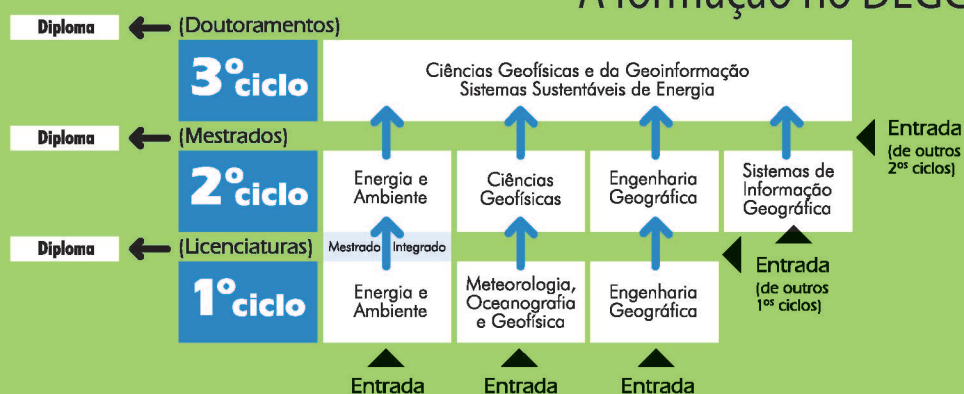 A formação no DEGG
Diploma
(Doutoramentos)
3º ciclo
Ciências Geofísicas e da Geoinformação
Sistemas Sustentáveis de Energia
Diploma
(Mestrados)
Entrada
(de outros
2ºs ciclos)
2º ciclo
Energia e
Ambiente
Ciências
Geofísicas
Engenharia
Geográfica
Sistemas de
Informação
Geográfica
Diploma
(Licenciaturas)
Mestrado Integrado
Entrada
(de outros
1ºs ciclos)
1º ciclo
Energia e
Ambiente
Meteorologia,
Oceanografia
e Geofísica
Engenharia
Geográfica
Entrada
Entrada
Entrada